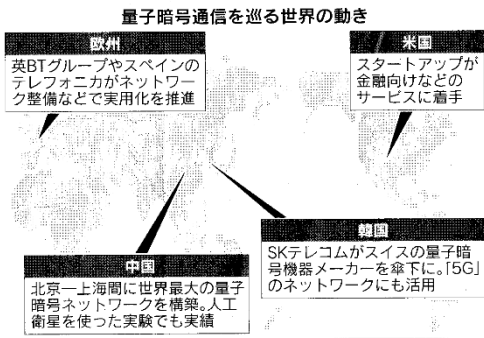 量子暗号通信を巡る世界の動き
欧州
英BTグループやスペインの
テレフォニカがネットワー
ク整備などで実用化を推進
米国
スタートアップが
金融向けなどの
サービスに着手
中国
北京ー上海間に世界最大の量子
暗号ネットワークを構築。人工
衛星を使った実験でも実績
韓国
SKテレコムがスイスの量子暗
号機器メーカーを傘下に。「5G」
のネットワークにも活用